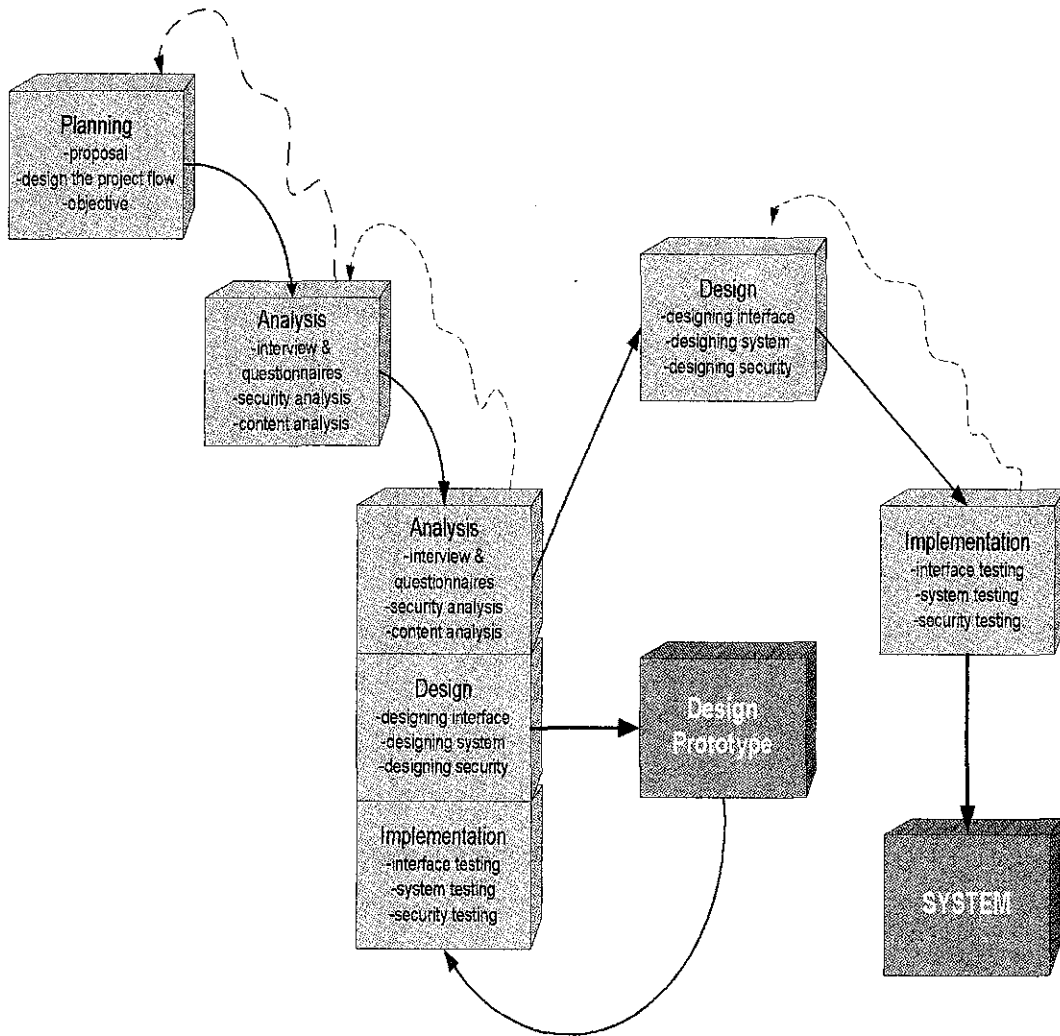 Planning
-proposal
-design the project flow
-objective
Analysis
-interview &
questionnaires
-security analysis
-content analysis
Analysis
-interview &
questionnaires
-security analysis
-content analysis
Design
-designing interface
-designing system
-designing security
Implementation
-interface testing
-system testing
-security testing
Design
Prototype
Design
-designing interface
-designing system
-designing security
Implementation
-interface testing
-system testing
-security testing
SYSTEM